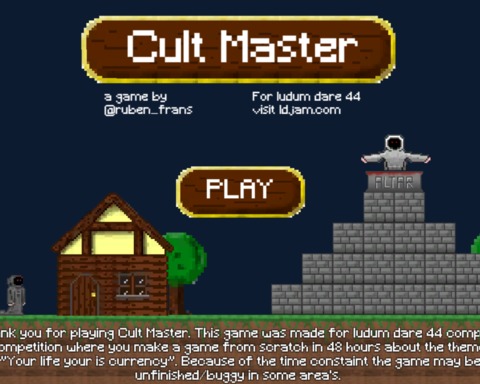 Cult Master
a game by
@ruben_frans
For ludum dare 44
visit ld.jam.com
PLAY
ALTAR
nk you for playing Cult Master. This game was made for ludum dare 44 comp
ompetition where you make a game from scratch in 48 hours about the them
"Your life your is currency". Because of the time constaint the game may be
unfinished/buggy in some area's.